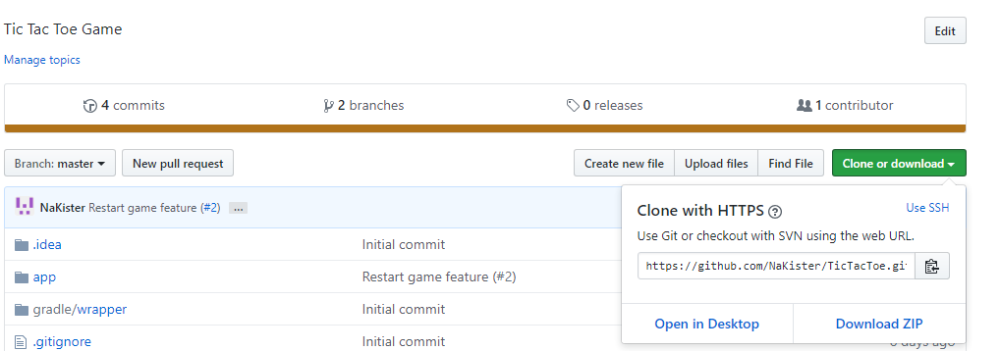 Tic Tac Toe Game
Edit
Manage topics
4 commits
2 branches
0 releases
1 contributor
Branch: master
New pull request
Create new file
Upload files
Find File
Clone or download
NaKister Restart game feature (#2) ...
Clone with HTTPS
Use SSH
Use Git or checkout with SVN using the web URL.
https://github.com/NaKister/TicTacToe.git
Open in Desktop
Download ZIP
.idea
Initial commit
app
Restart game feature (#2)
gradle/wrapper
Initial commit
.gitignore
Initial commit
days ago